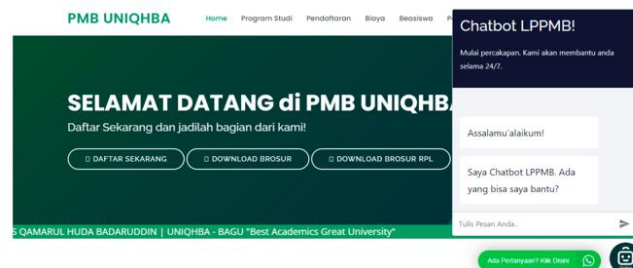 PMB UNIQHBA
Home Program Studi Pendaftaran Biaya Beasiswa
SELAMAT DATANG di PMB UNIQHBA
Daftar Sekarang dan jadilah bagian dari kami!
DAFTAR SEKARANG
DOWNLOAD BROSUR
DOWNLOAD BROSUR RPL
S QAMARUL HUDA BADARUDDIN | UNIQHBA - BAGU "Best Academics Great University"
Chatbot LPPMB!
Mulai percakapan. Kami akan membantu anda
selama 24/7.
Assalamu'alaikum!
Saya Chatbot LPPMB. Ada
yang bisa saya bantu?
Tulis Pesan Anda..
Ada Pertanyaan? Klik Disini